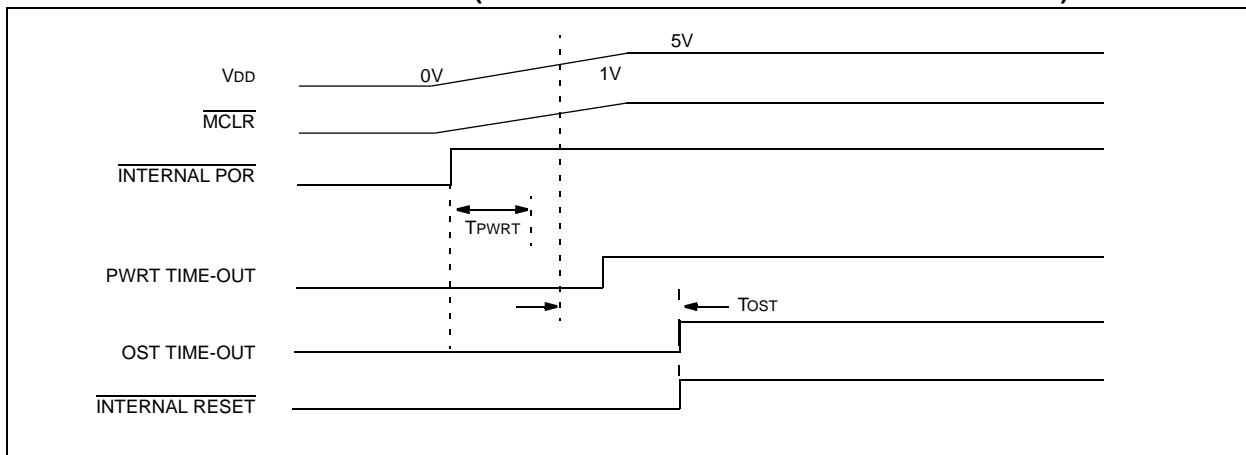 5V
VDD
0V
1V
MCLR
INTERNAL POR
TPWRT
PWRT TIME-OUT
TOST
OST TIME-OUT
INTERNAL RESET